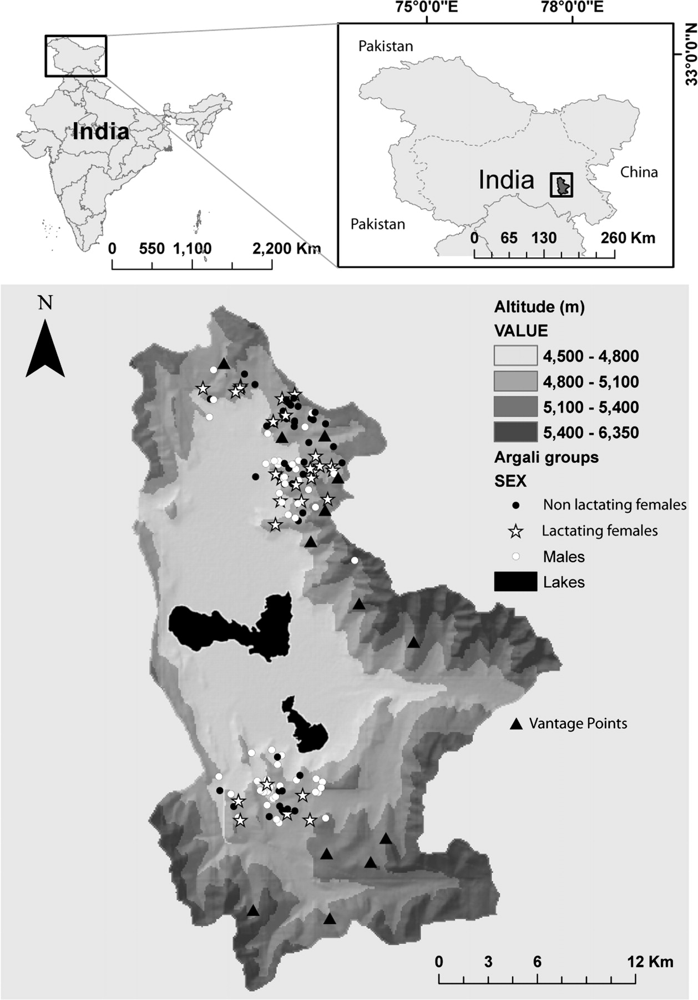 75°0'0"E 78°0'0"E
33°0'0"N
Pakistan
India
India
China
Pakistan
0 65 130 260 Km
0 550 1,100 2,200 Km
N
Altitude (m)
VALUE
4,500 - 4,800
4,800 - 5,100
5,100 - 5,400
5,400 - 6,350
Argali groups
SEX
Non lactating females
Lactating females
Males
Lakes
Vantage Points
0 3 6 12 Km